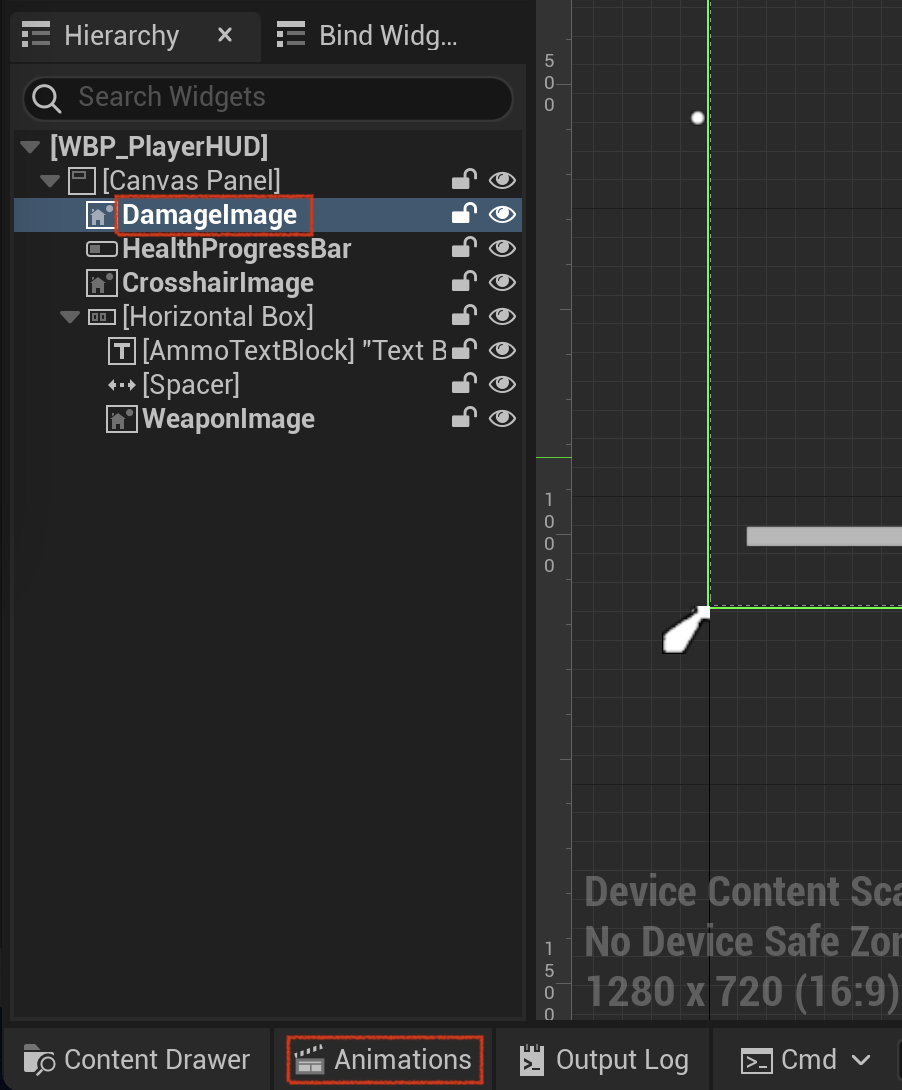 Hierarchy × Bind Widg...
Search Widgets
[WBP_PlayerHUD]
[Canvas Panel]
DamageImage
HealthProgressBar
CrosshairImage
[Horizontal Box]
[AmmoTextBlock] "Text B
[Spacer]
WeaponImage
500
1000
1500
Device Content Sca
No Device Safe Zon
1280 x 720 (16:9)
Content Drawer Animations Output Log Cmd